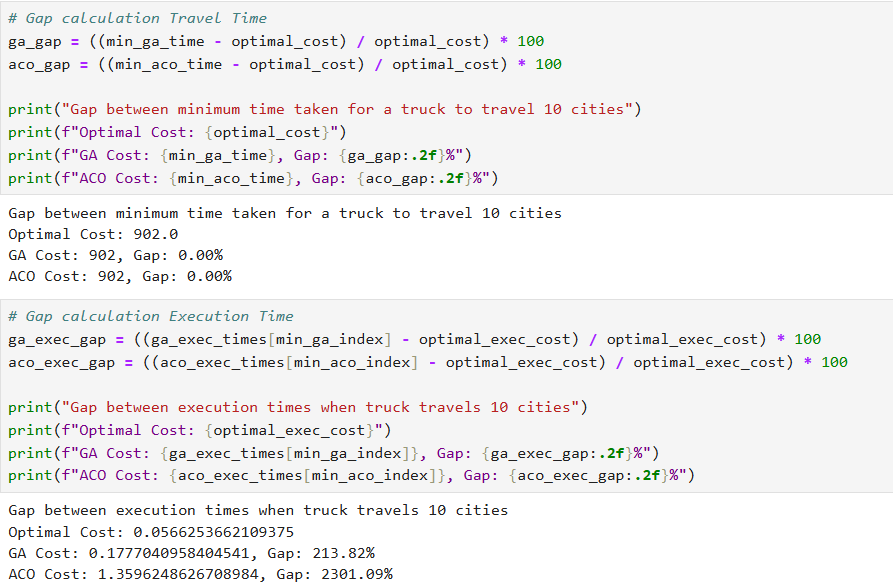 # Gap calculation Travel Time
ga_gap = ((min_ga_time - optimal_cost) / optimal_cost) * 100
aco_gap = ((min_aco_time - optimal_cost) / optimal_cost) * 100
print("Gap between minimum time taken for a truck to travel 10 cities")
print(f"Optimal Cost: {optimal_cost}")
print(f"GA Cost: {min_ga_time}, Gap: {ga_gap:.2f}%")
print(f"ACO Cost: {min_aco_time}, Gap: {aco_gap:.2f}%")
Gap between minimum time taken for a truck to travel 10 cities
Optimal Cost: 902.0
GA Cost: 902, Gap: 0.00%
ACO Cost: 902, Gap: 0.00%
# Gap calculation Execution Time
ga_exec_gap = ((ga_exec_times[min_ga_index] - optimal_exec_cost) / optimal_exec_cost) * 100
aco_exec_gap = ((aco_exec_times[min_aco_index] - optimal_exec_cost) / optimal_exec_cost) * 100
print("Gap between execution times when truck travels 10 cities")
print(f"Optimal Cost: {optimal_exec_cost}")
print(f"GA Cost: {ga_exec_times[min_ga_index]}, Gap: {ga_exec_gap:.2f}%")
print(f"ACO Cost: {aco_exec_times[min_aco_index]}, Gap: {aco_exec_gap:.2f}%")
Gap between execution times when truck travels 10 cities
Optimal Cost: 0.0566253662109375
GA Cost: 0.1777040958404541, Gap: 213.82%
ACO Cost: 1.3596248626708984, Gap: 2301.09%